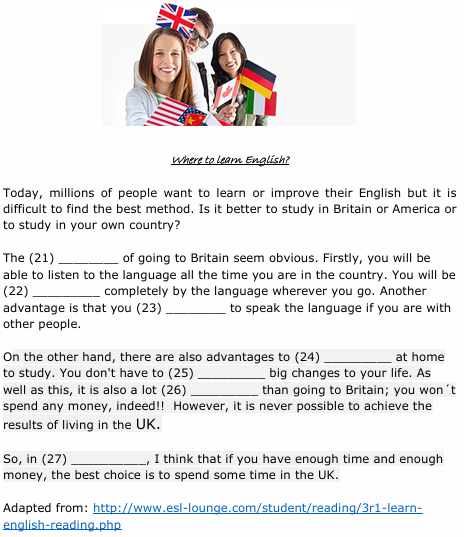 Where to learn English?
Today, millions of people want to learn or improve their English but it is
difficult to find the best method. Is it better to study in Britain or America or
to study in your own country?
The (21) ________ of going to Britain seem obvious. Firstly, you will be
able to listen to the language all the time you are in the country. You will be
(22) _________ completely by the language wherever you go. Another
advantage is that you (23) ________ to speak the language if you are with
other people.
On the other hand, there are also advantages to (24) _________ at home
to study. You don't have to (25) _________ big changes to your life. As
well as this, it is also a lot (26) _________ than going to Britain; you won´t
spend any money, indeed!! However, it is never possible to achieve the
results of living in the UK.
So, in (27) __________, I think that if you have enough time and enough
money, the best choice is to spend some time in the UK.
Adapted from: http://www.esl-lounge.com/student/reading/3r1-learn-
english-reading.php